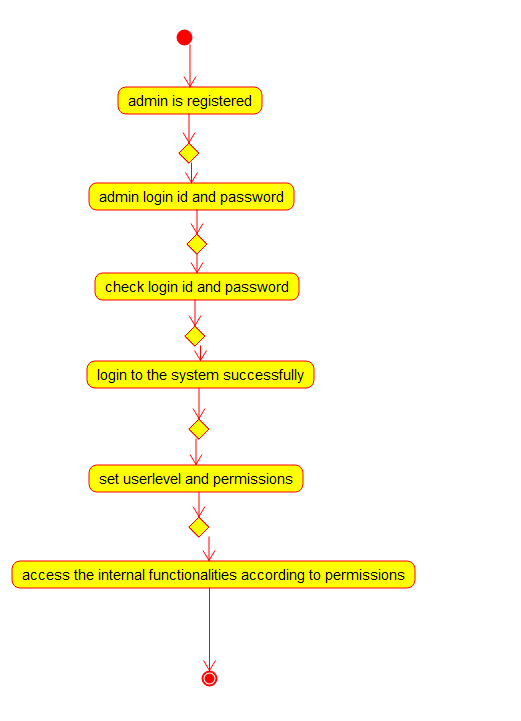 admin is registered
admin login id and password
check login id and password
login to the system successfully
set userlevel and permissions
access the internal functionalities according to permissions